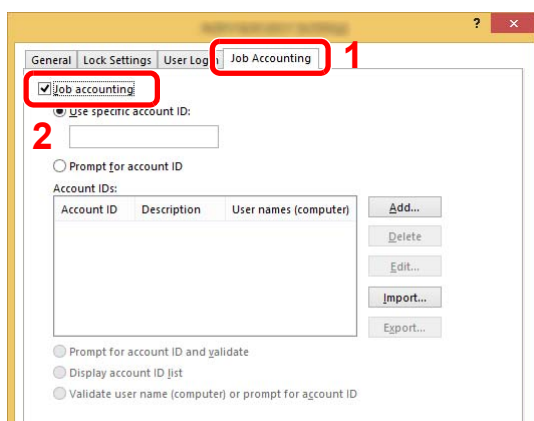 ?
General Lock Settings User Log n Job Accounting 1
Job accounting
Use specific account ID:
2
Prompt for account ID
Account IDs:
Account ID Description User names (computer) Add...
Delete
Edit...
Import...
Export...
Prompt for account ID and validate
Display account ID list
Validate user name (computer) or prompt for account ID